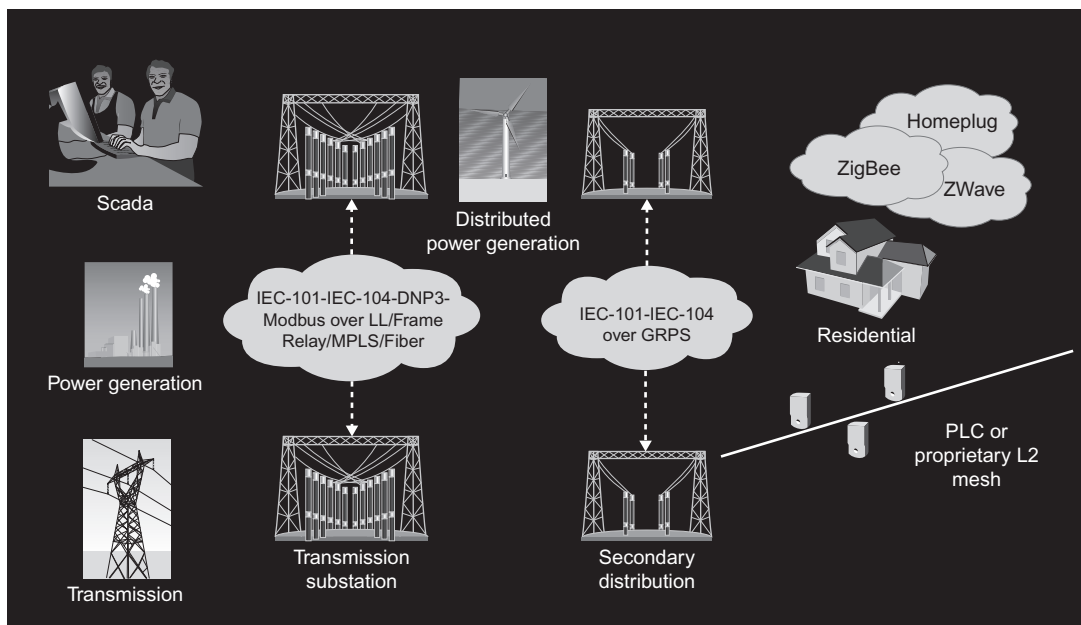 Scada
Power generation
Transmission
IEC-101-IEC-104-DNP3-
Modbus over LL/Frame
Relay/MPLS/Fiber
Transmission
substation
Distributed
power generation
IEC-101-IEC-104
over GRPS
Secondary
distribution
Homeplug
ZigBee
ZWave
Residential
PLC or
proprietary L2
mesh